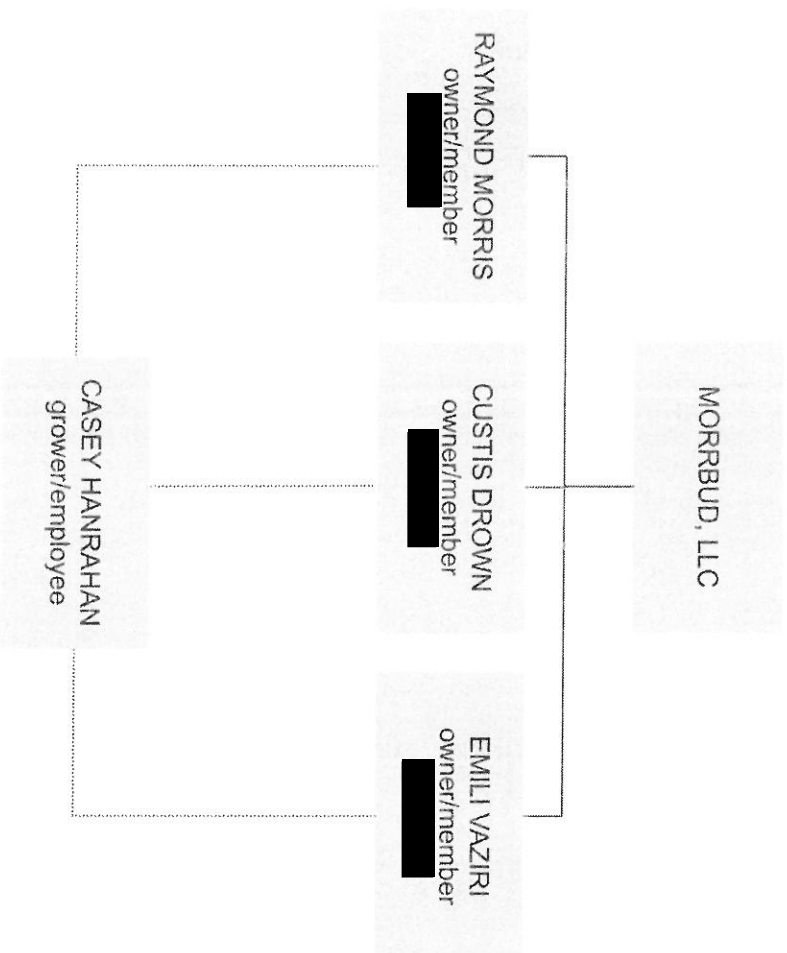 MORRBUD, LLC
RAYMOND MORRIS
owner/member
CUSTIS DROWN
owner/member
EMILI VAZIRI
owner/member
CASEY HANRAHAN
grower/employee